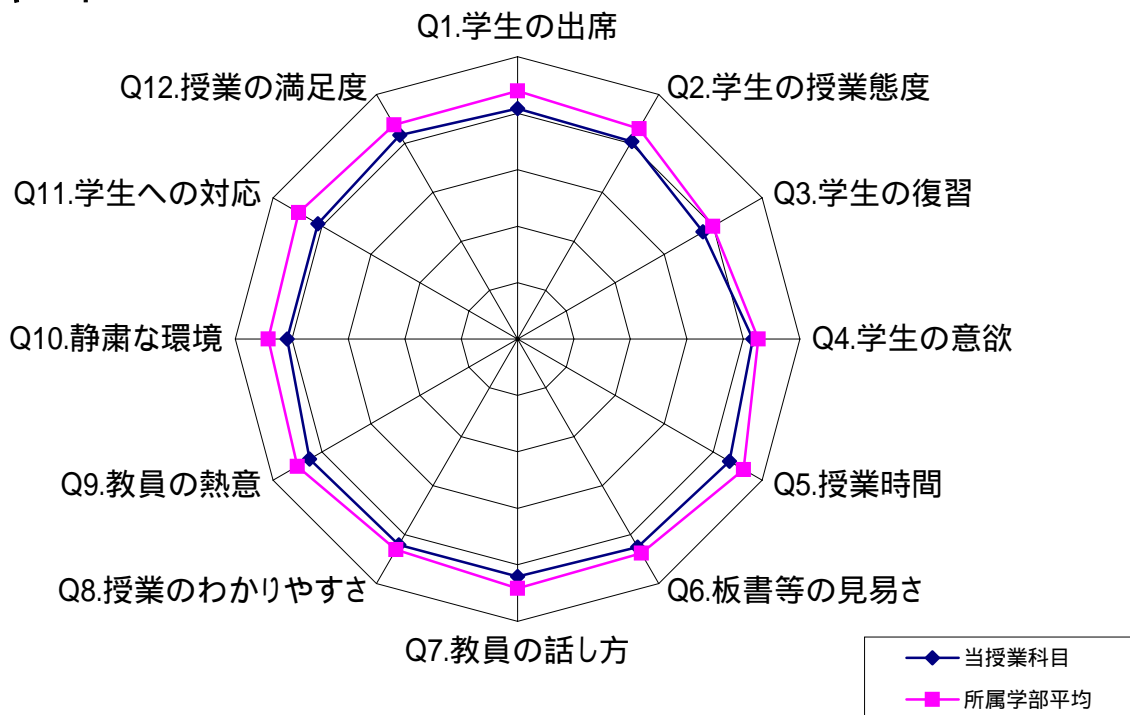 Q1.学生の出席
Q2.学生の授業態度
Q3.学生の復習
Q4.学生の意欲
Q5.授業時間
Q6.板書等の見易さ
Q7.教員の話し方
Q8.授業のわかりやすさ
Q9.教員の熱意
Q10.静粛な環境
Q11.学生への対応
Q12.授業の満足度
当授業科目
所属学部平均